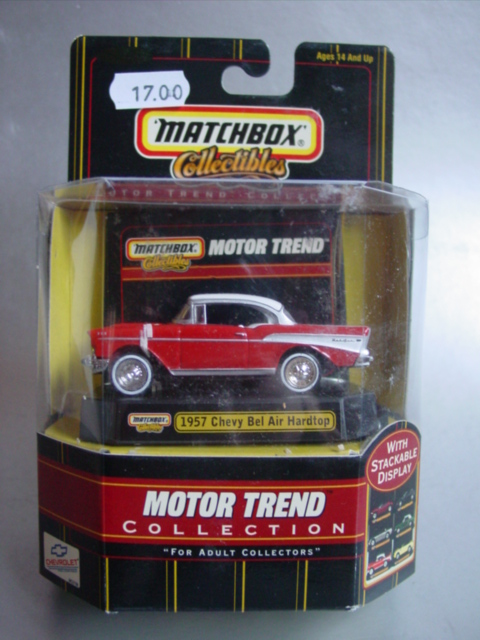 Ages 14 And Up
17.00
MATCHBOX
Collectibles
MOTOR TREND COLLECTION
MATCHBOX
Collectibles
MOTOR TREND
MATCHBOX
Collectibles
1957 Chevy Bel Air Hardtop
WITH
STACKABLE
DISPLAY
MOTOR TREND
COLLECTION
"FOR ADULT COLLECTORS"
CHEVROLET